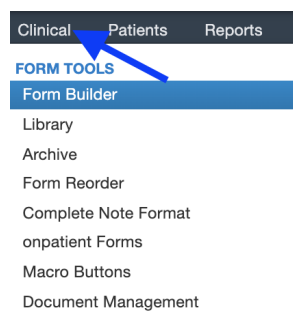 Clinical Patients Reports
FORM TOOLS
Form Builder
Library
Archive
Form Reorder
Complete Note Format
onpatient Forms
Macro Buttons
Document Management